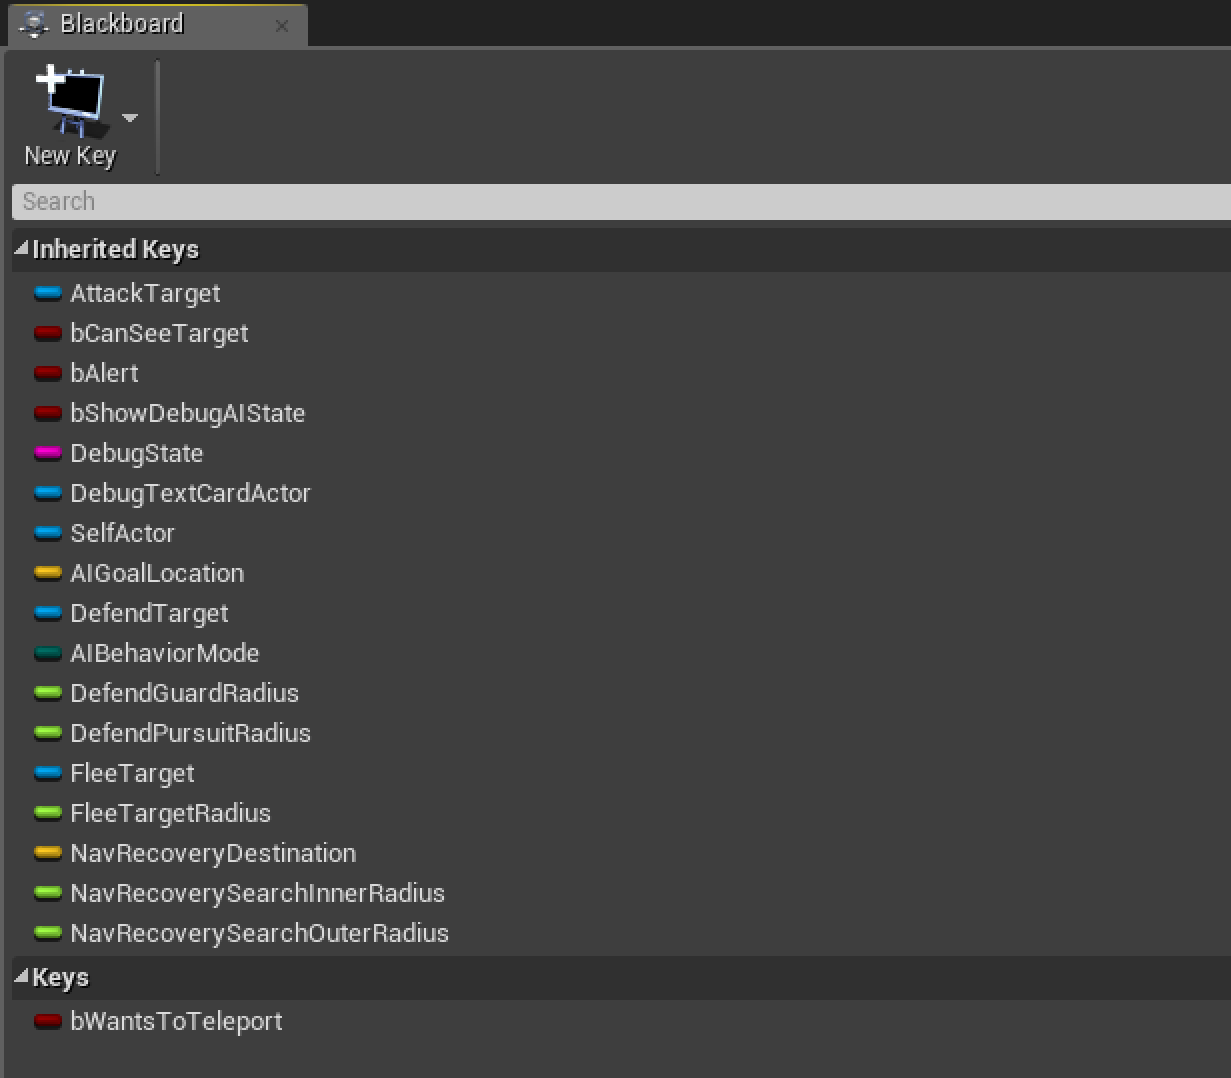 Blackboard
New Key
Search
Inherited Keys
AttackTarget
bCanSeeTarget
bAlert
bShowDebugAIState
DebugState
DebugTextCardActor
SelfActor
AIGoalLocation
DefendTarget
AIBehaviorMode
DefendGuardRadius
DefendPursuitRadius
FleeTarget
FleeTargetRadius
NavRecoveryDestination
NavRecoverySearchInnerRadius
NavRecoverySearchOuterRadius
Keys
bWantsToTeleport